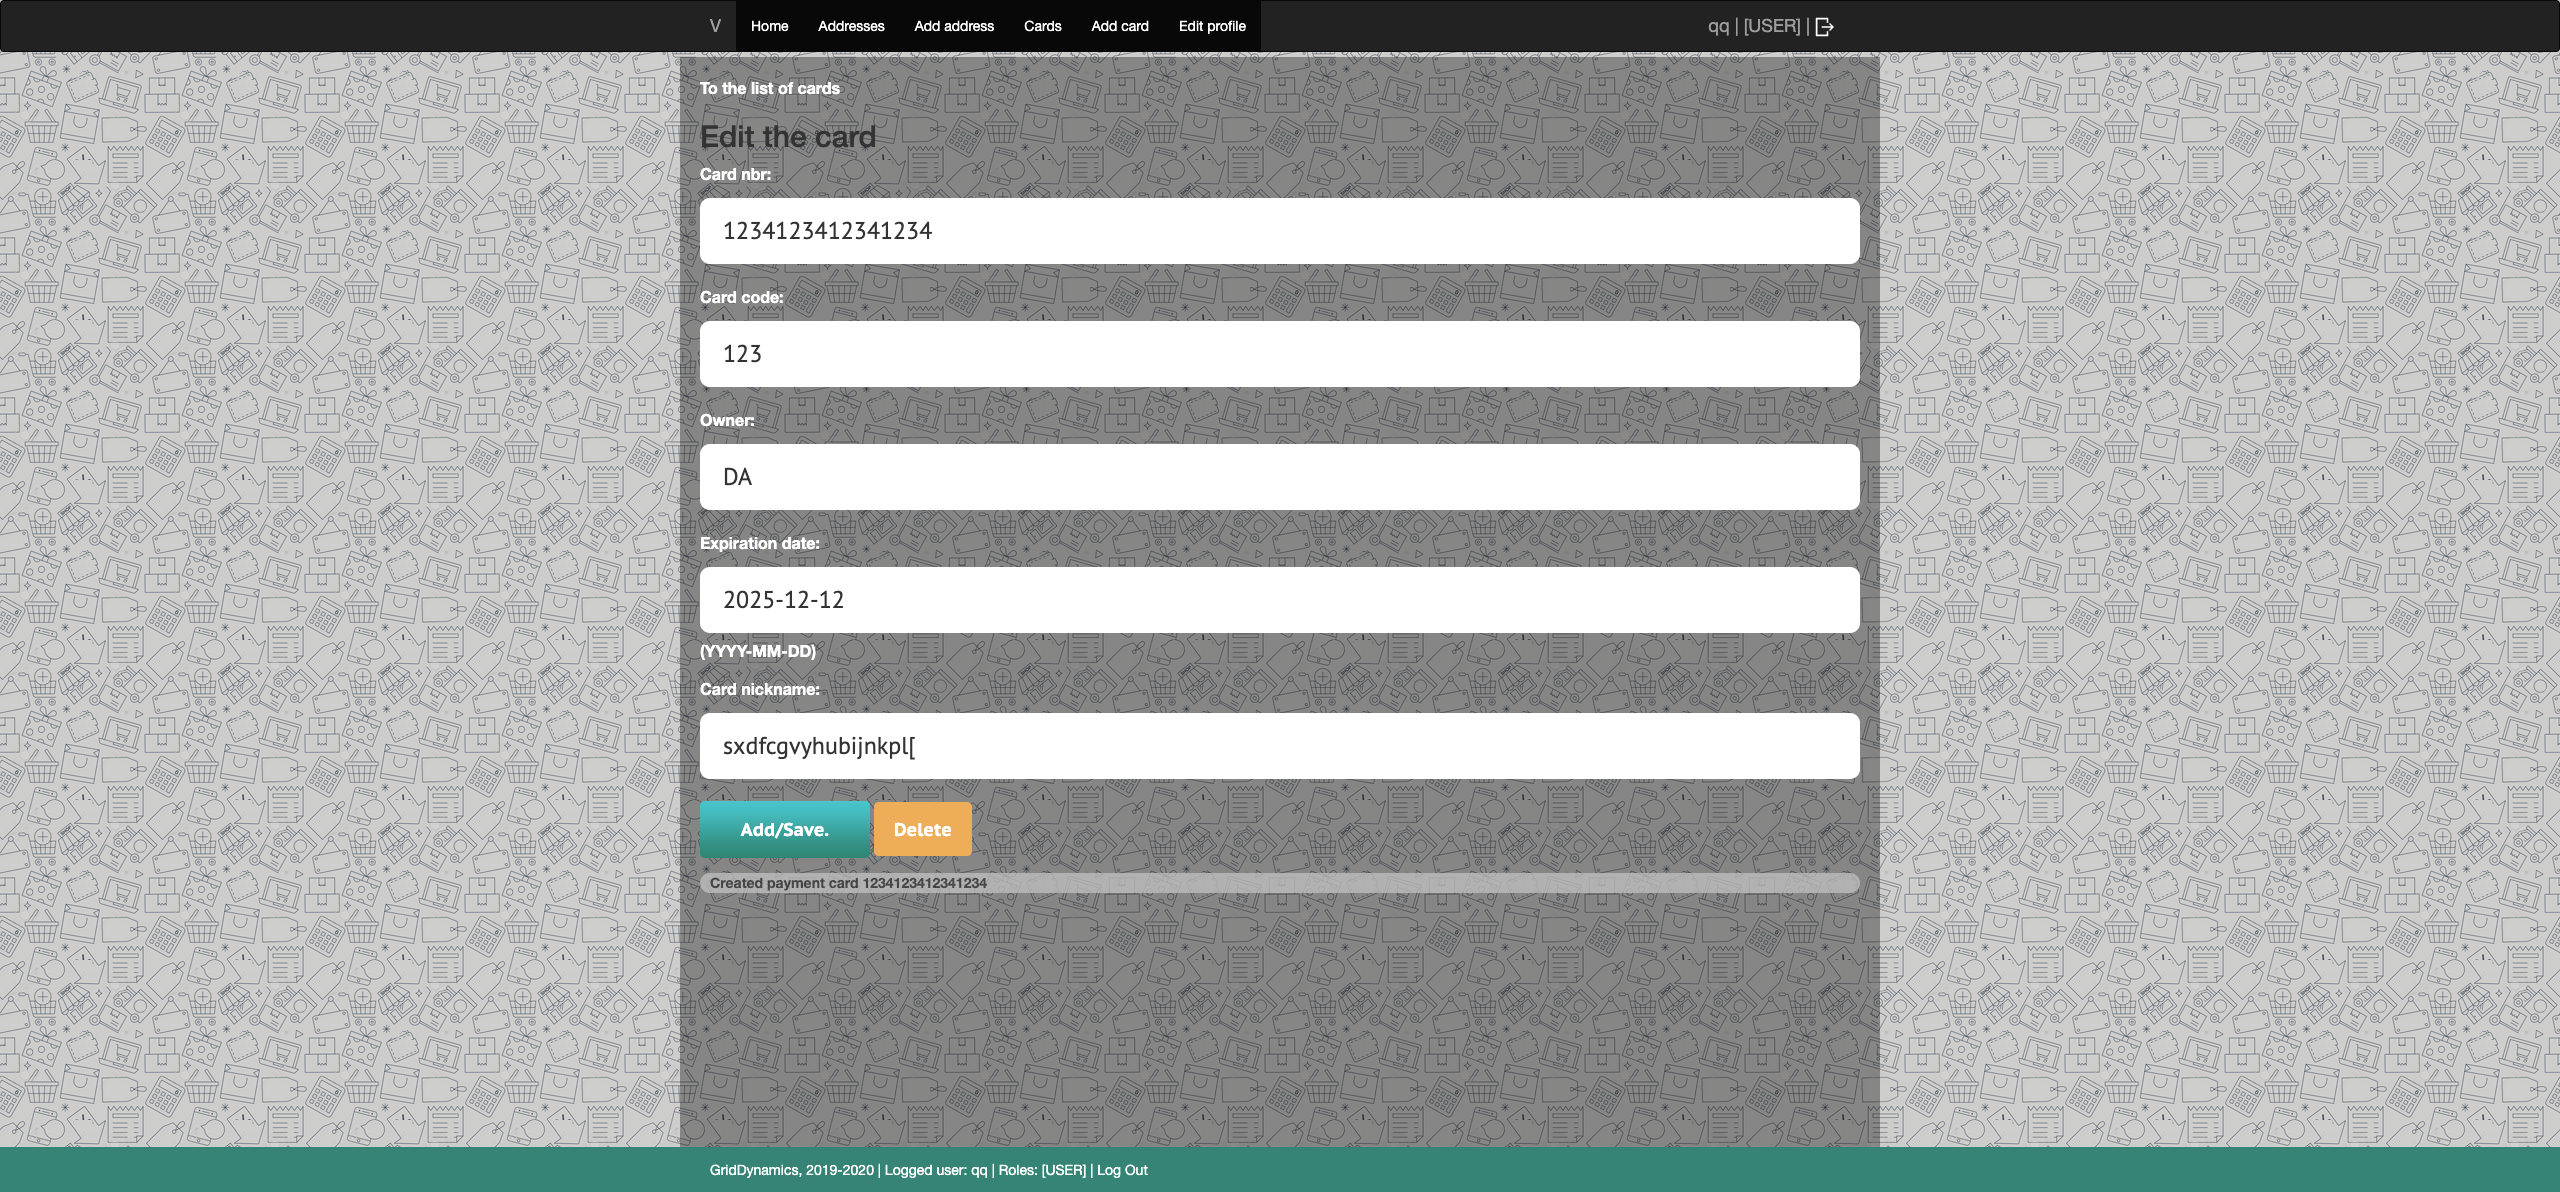 V Home Addresses Add address Cards Add card Edit profile qq | [USER] |
To the list of cards
Edit the card
Card nbr:
1234123412341234
Card code:
123
Owner:
DA
Expiration date:
2025-12-12
(YYYY-MM-DD)
Card nickname:
sxdfcgvyhubijnkpl[
Add/Save. Delete
Created payment card 1234123412341234
GridDynamics, 2019-2020 | Logged user: qq | Roles: [USER] | Log Out